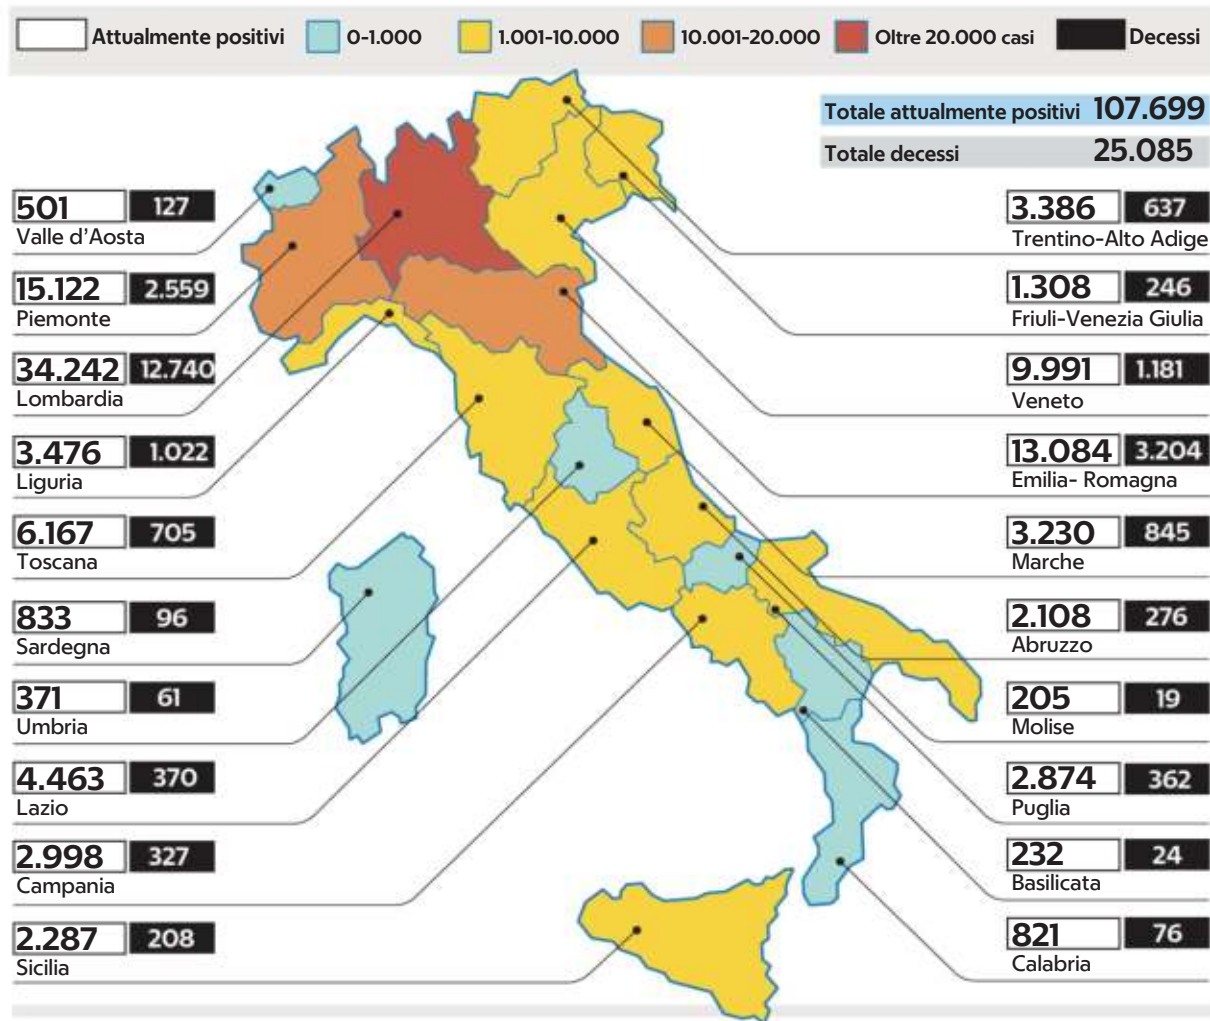 Attualmente positivi 0-1.000 1.001-10.000 10.001-20.000 Oltre 20.000 casi Decessi
Totale attualmente positivi 107.699
Totale decessi 25.085
501 127
Valle d'Aosta
15.122 2.559
Piemonte
34.242 12.740
Lombardia
3.476 1.022
Liguria
6.167 705
Toscana
833 96
Sardegna
371 61
Umbria
4.463 370
Lazio
2.998 327
Campania
2.287 208
Sicilia
3.386 637
Trentino-Alto Adige
1.308 246
Friuli-Venezia Giulia
9.991 1.181
Veneto
13.084 3.204
Emilia- Romagna
3.230 845
Marche
2.108 276
Abruzzo
205 19
Molise
2.874 362
Puglia
232 24
Basilicata
821 76
Calabria